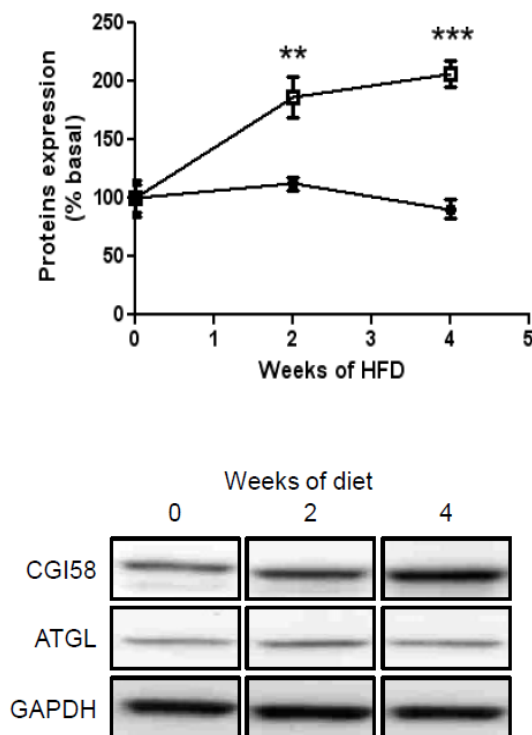 250
200
150
100
50
0
Proteins expression
(% basal)
**
***
0 1 2 3 4 5
Weeks of HFD
Weeks of diet
0 2 4
CGI58
ATGL
GAPDH